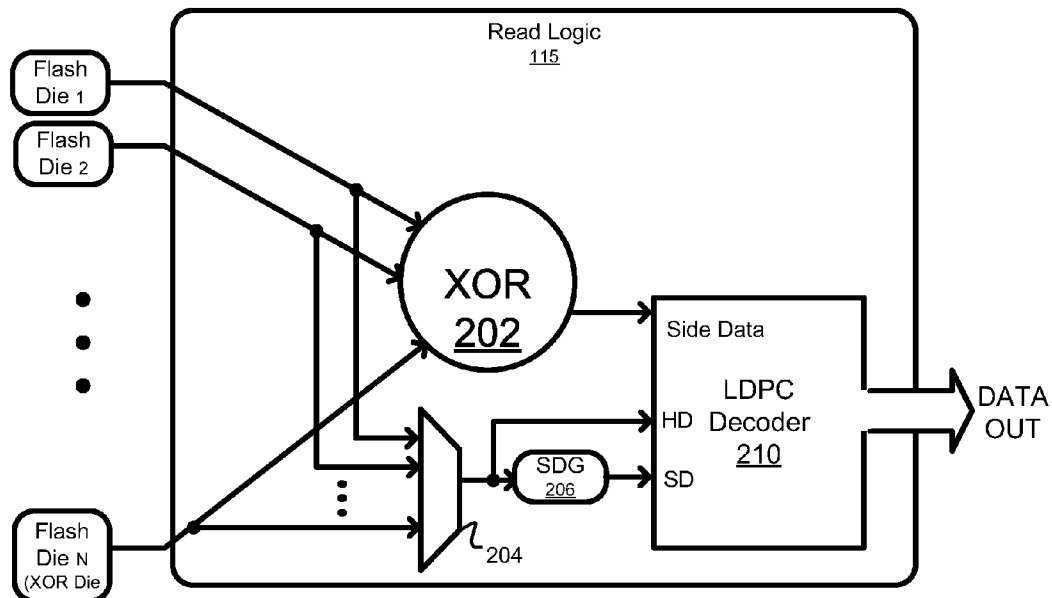 Read Logic
115
Flash
Die 1
Flash
Die 2
XOR
202
Side Data
LDPC
Decoder
210
HD
SD
SDG
206
DATA
OUT
204
Flash
Die N
(XOR Die